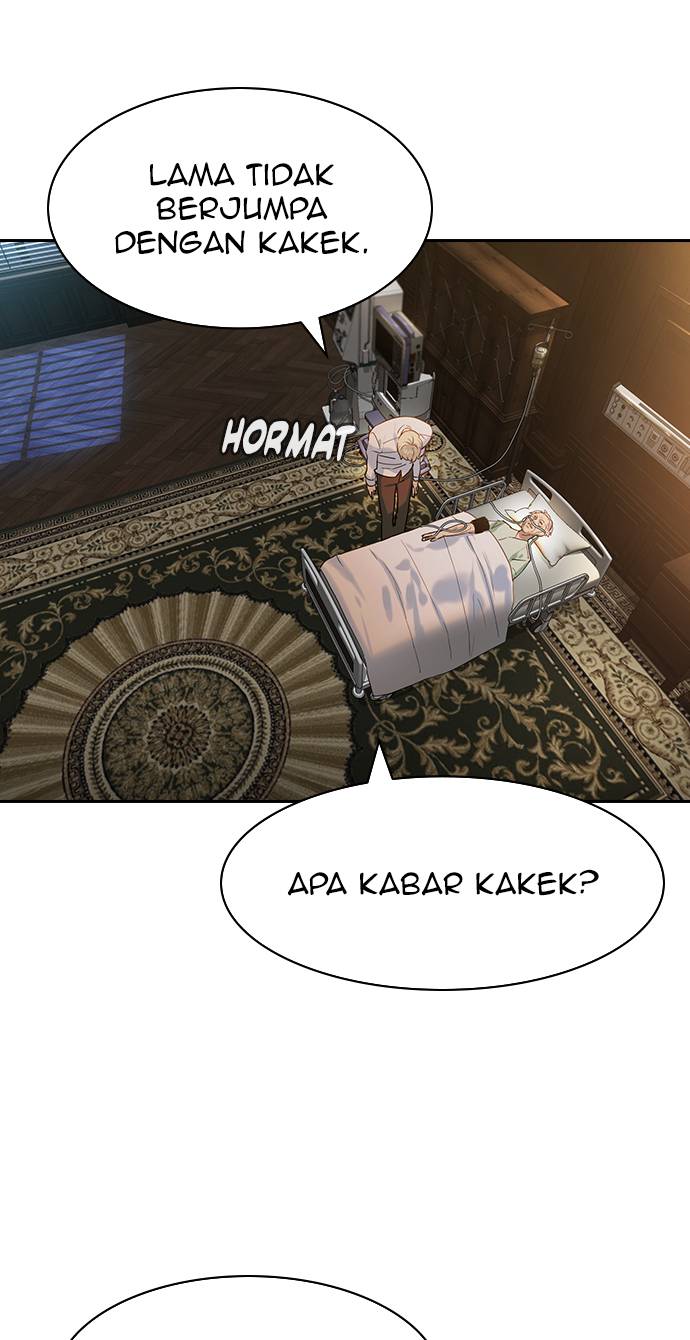 LAMA TIDAK
BERJUMPA
DENGAN KAKEK.
HORMAT
APA KABAR KAKEK?